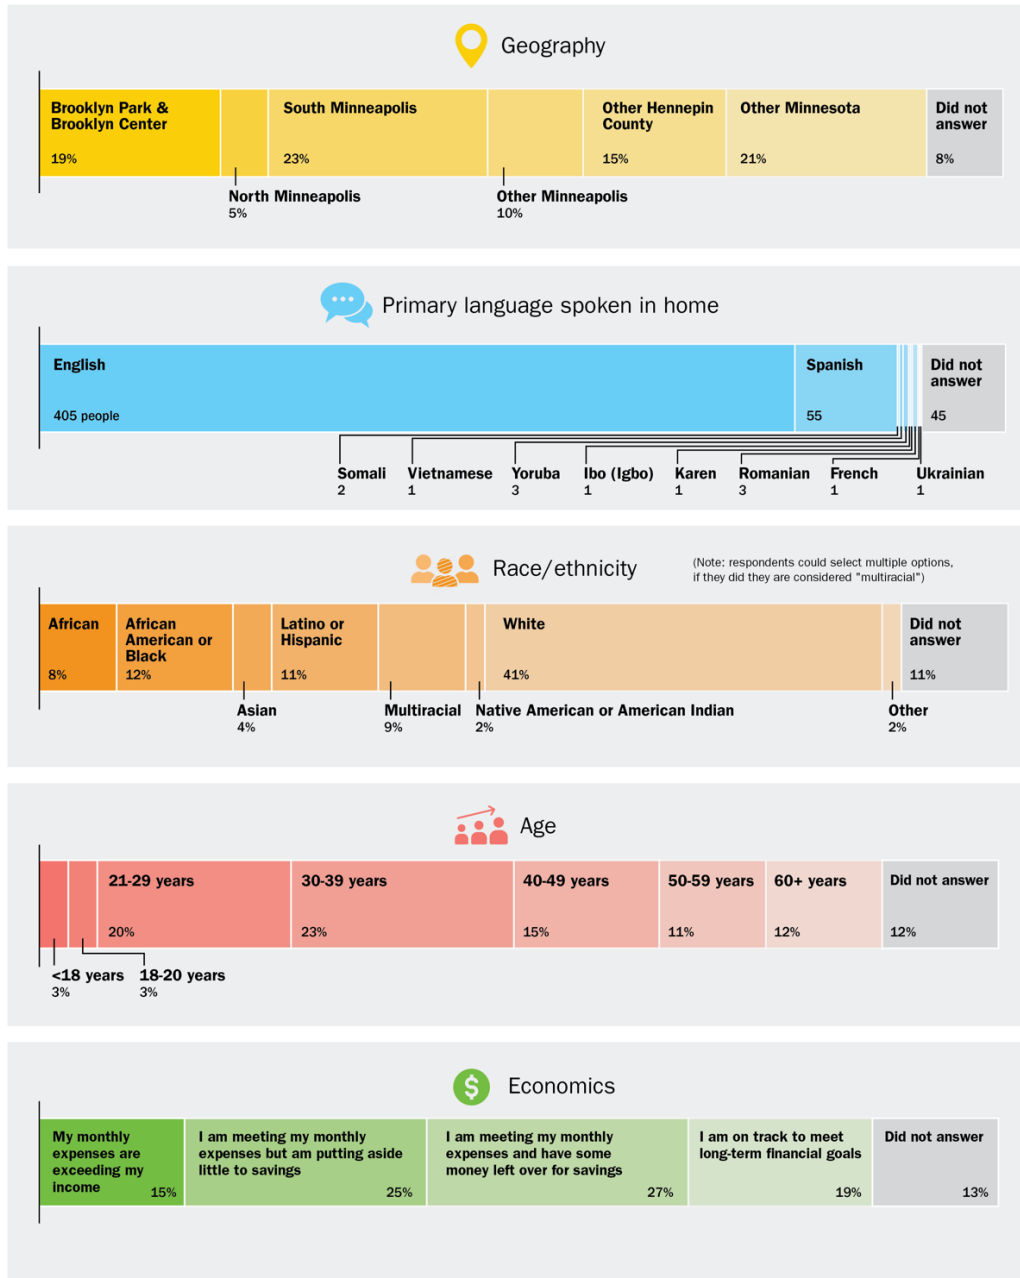 Geography
Brooklyn Park &
Brooklyn Center
19%
North Minneapolis
5%
South Minneapolis
23%
Other Minneapolis
10%
Other Hennepin
County
15%
Other Minnesota
21%
Did not
answer
8%
Primary language spoken in home
English
405 people
Spanish
55
Did not
answer
45
Somali
2
Vietnamese
1
Yoruba
3
Ibo (Igbo)
1
Karen
1
Romanian
3
French
1
Ukrainian
1
Race/ethnicity
(Note: respondents could select multiple options,
if they did they are considered "multiracial")
African
8%
African
American or
Black
12%
Asian
4%
Latino or
Hispanic
11%
Multiracial
9%
Native American or American Indian
2%
White
41%
Other
2%
Did not
answer
11%
Age
<18 years
3%
18-20 years
3%
21-29 years
20%
30-39 years
23%
40-49 years
15%
50-59 years
11%
60+ years
12%
Did not answer
12%
$ Economics
My monthly
expenses are
exceeding my
income 15%
I am meeting my monthly
expenses but am putting aside
little to savings
25%
I am meeting my monthly
expenses and have some
money left over for savings
27%
I am on track to meet
long-term financial goals
19%
Did not answer
13%